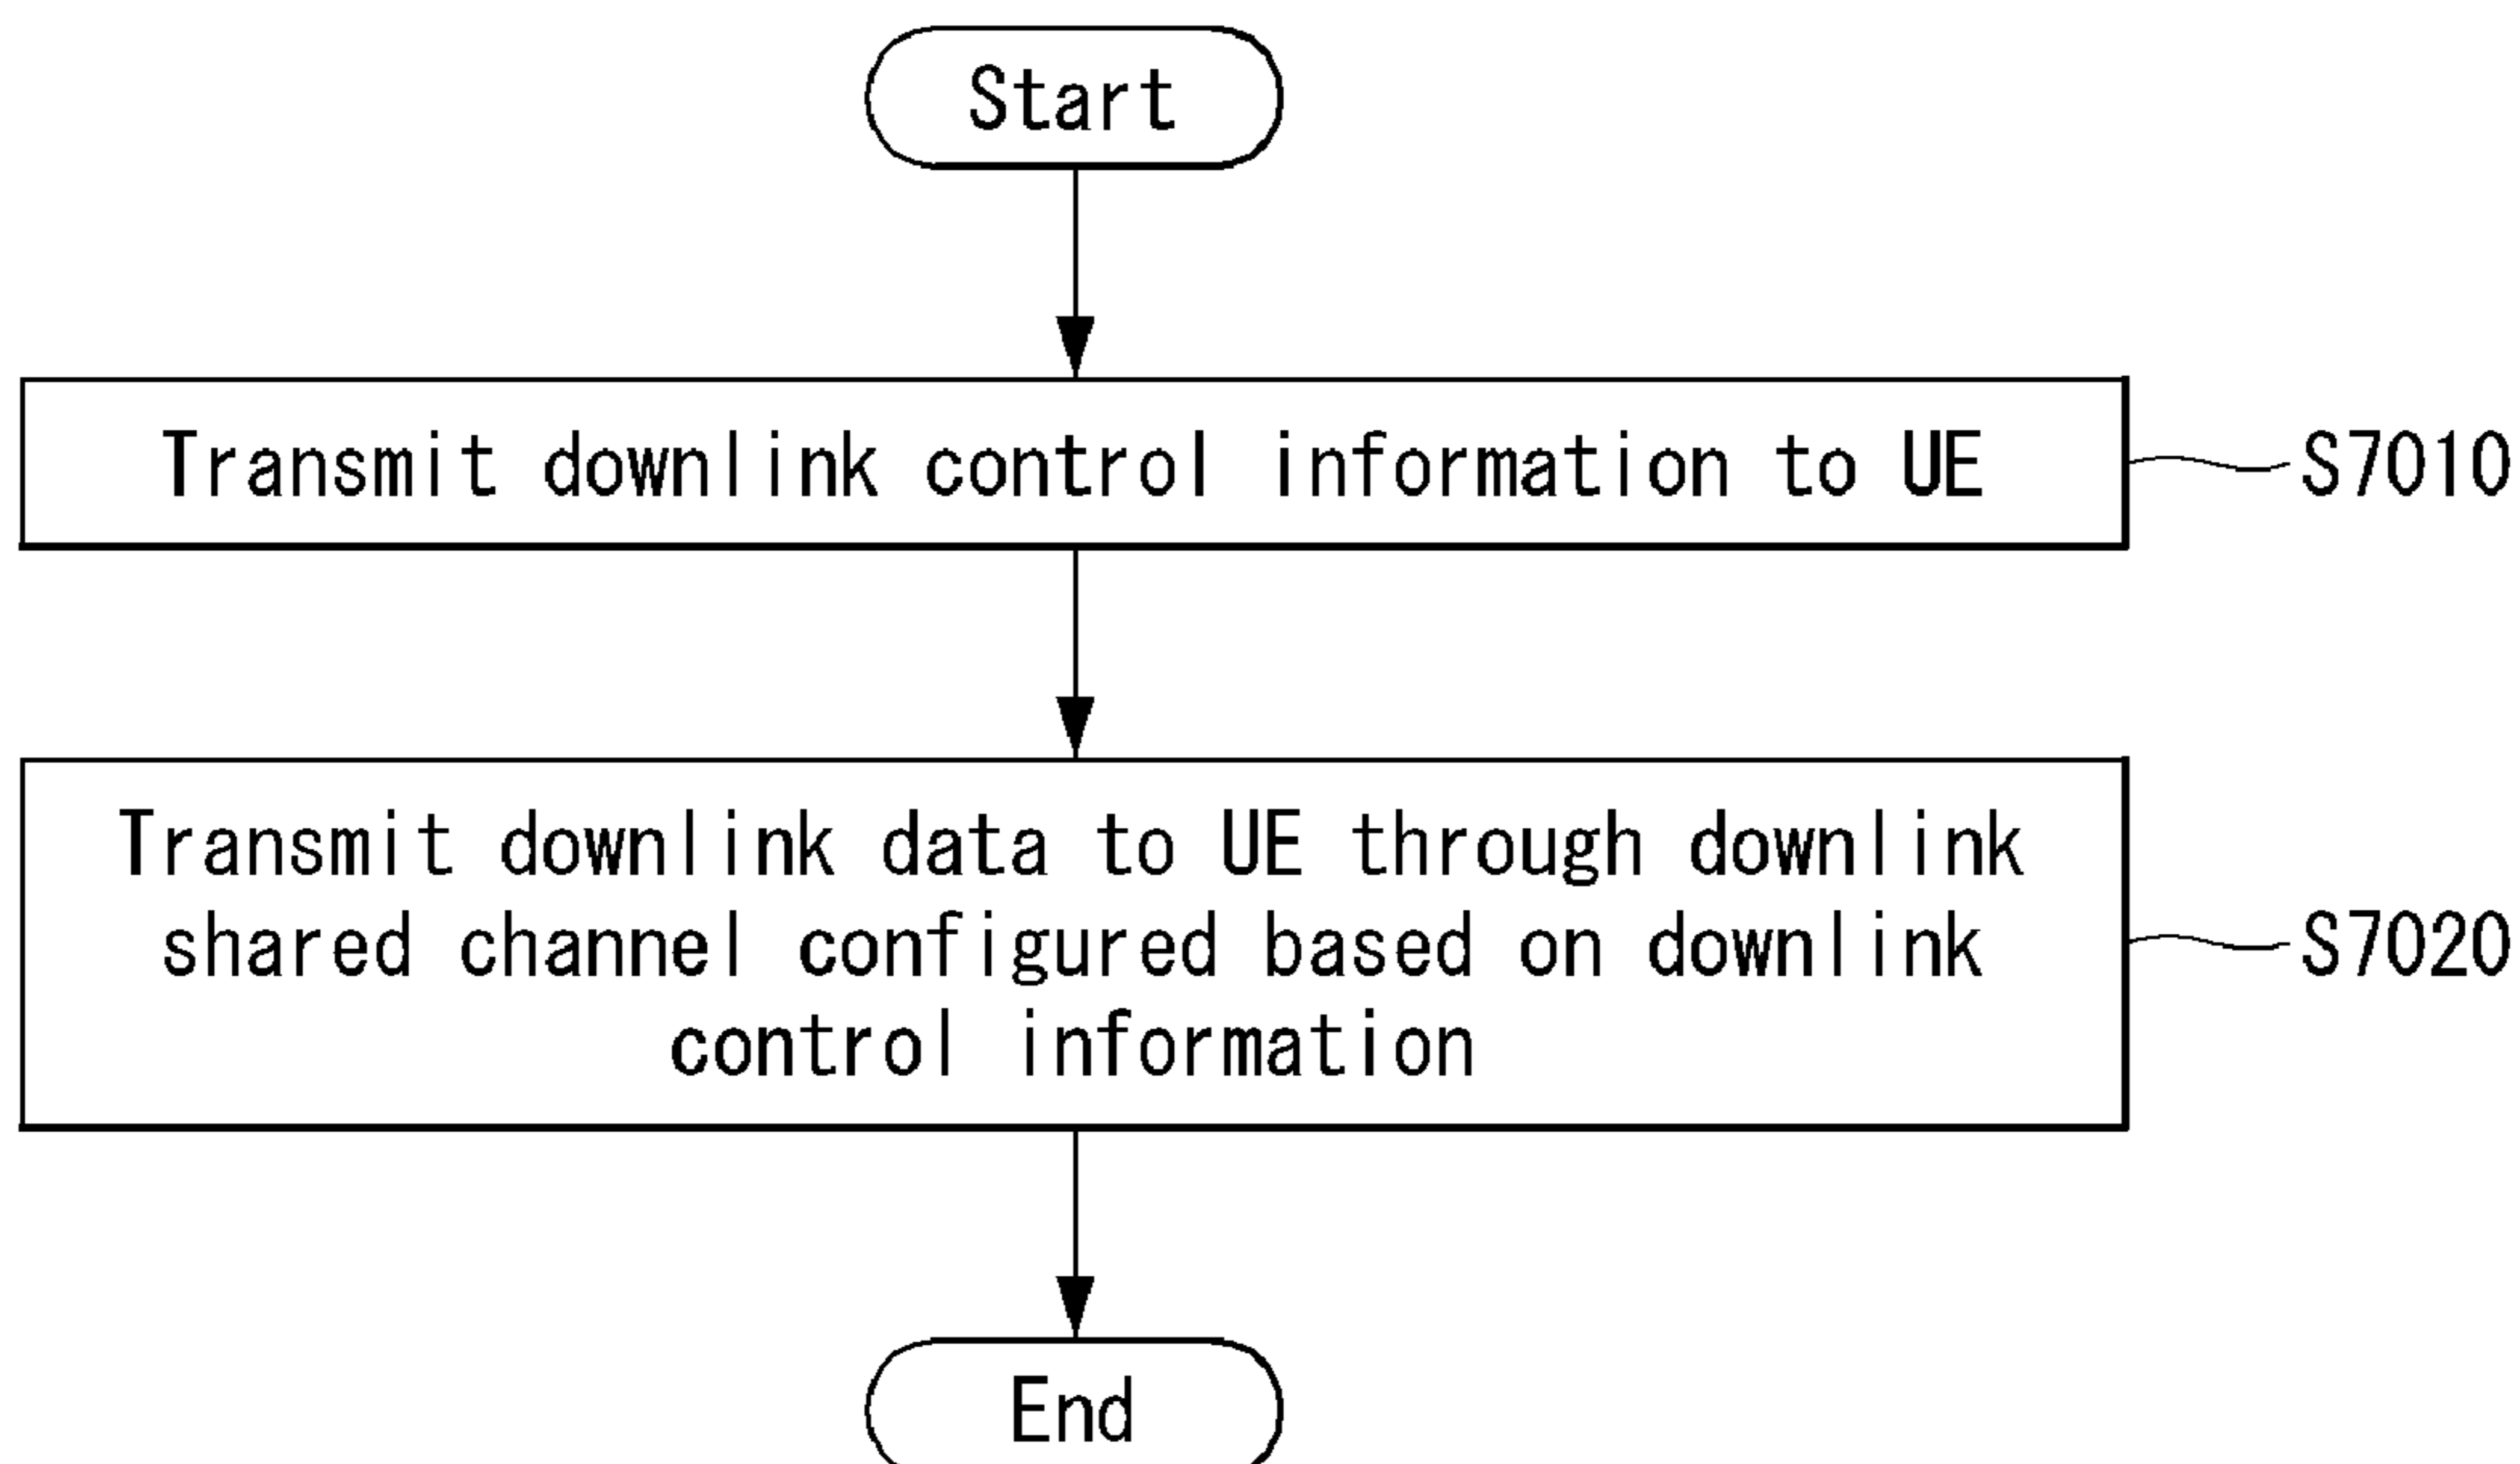 Start
Transmit downlink control information to UE
S7010
Transmit downlink data to UE through downlink
shared channel configured based on downlink
control information
S7020
End